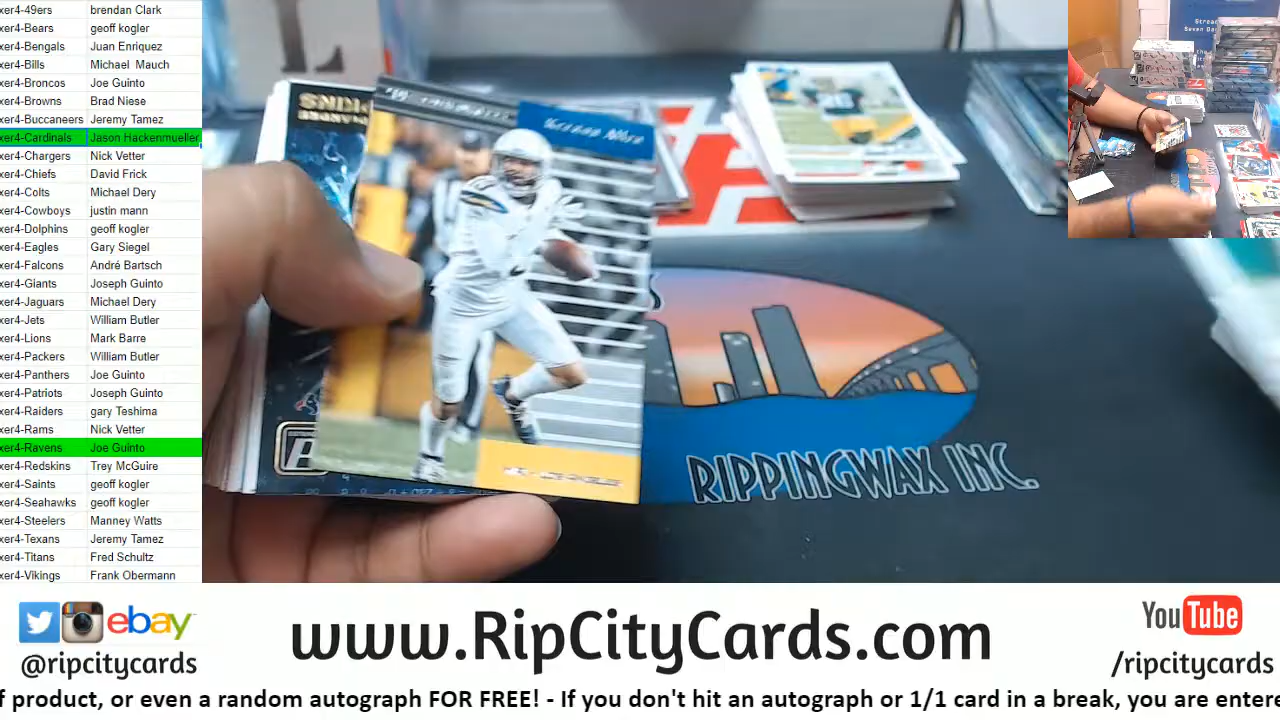 xer4-49ers brendan Clark
xer4-Bears geoff kogler
xer4-Bengals Juan Enriquez
xer4-Bills Michael Mauch
xer4-Broncos Joe Guinto
xer4-Browns Brad Niese
xer4-Buccaneers Jeremy Tamez
xer4-Cardinals Jason Hackenmueller
xer4-Chargers Nick Vetter
xer4-Chiefs David Frick
xer4-Colts Michael Dery
xer4-Cowboys justin mann
xer4-Dolphins geoff kogler
xer4-Eagles Gary Siegel
xer4-Falcons André Bartsch
xer4-Giants Joseph Guinto
xer4-Jaguars Michael Dery
xer4-Jets William Butler
xer4-Lions Mark Barre
xer4-Packers William Butler
xer4-Panthers Joe Guinto
xer4-Patriots Joseph Guinto
xer4-Raiders gary Teshima
xer4-Rams Nick Vetter
xer4-Ravens Joe Guinto
xer4-Redskins Trey McGuire
xer4-Saints geoff kogler
xer4-Seahawks geoff kogler
xer4-Steelers Manney Watts
xer4-Texans Jeremy Tamez
xer4-Titans Fred Schultz
xer4-Vikings Frank Obermann
RIPPINGWAX INC.
ebay
@ripcitycards
www.RipCityCards.com
YouTube
/ripcitycards
f product, or even a random autograph FOR FREE! - If you don't hit an autograph or 1/1 card in a break, you are entere